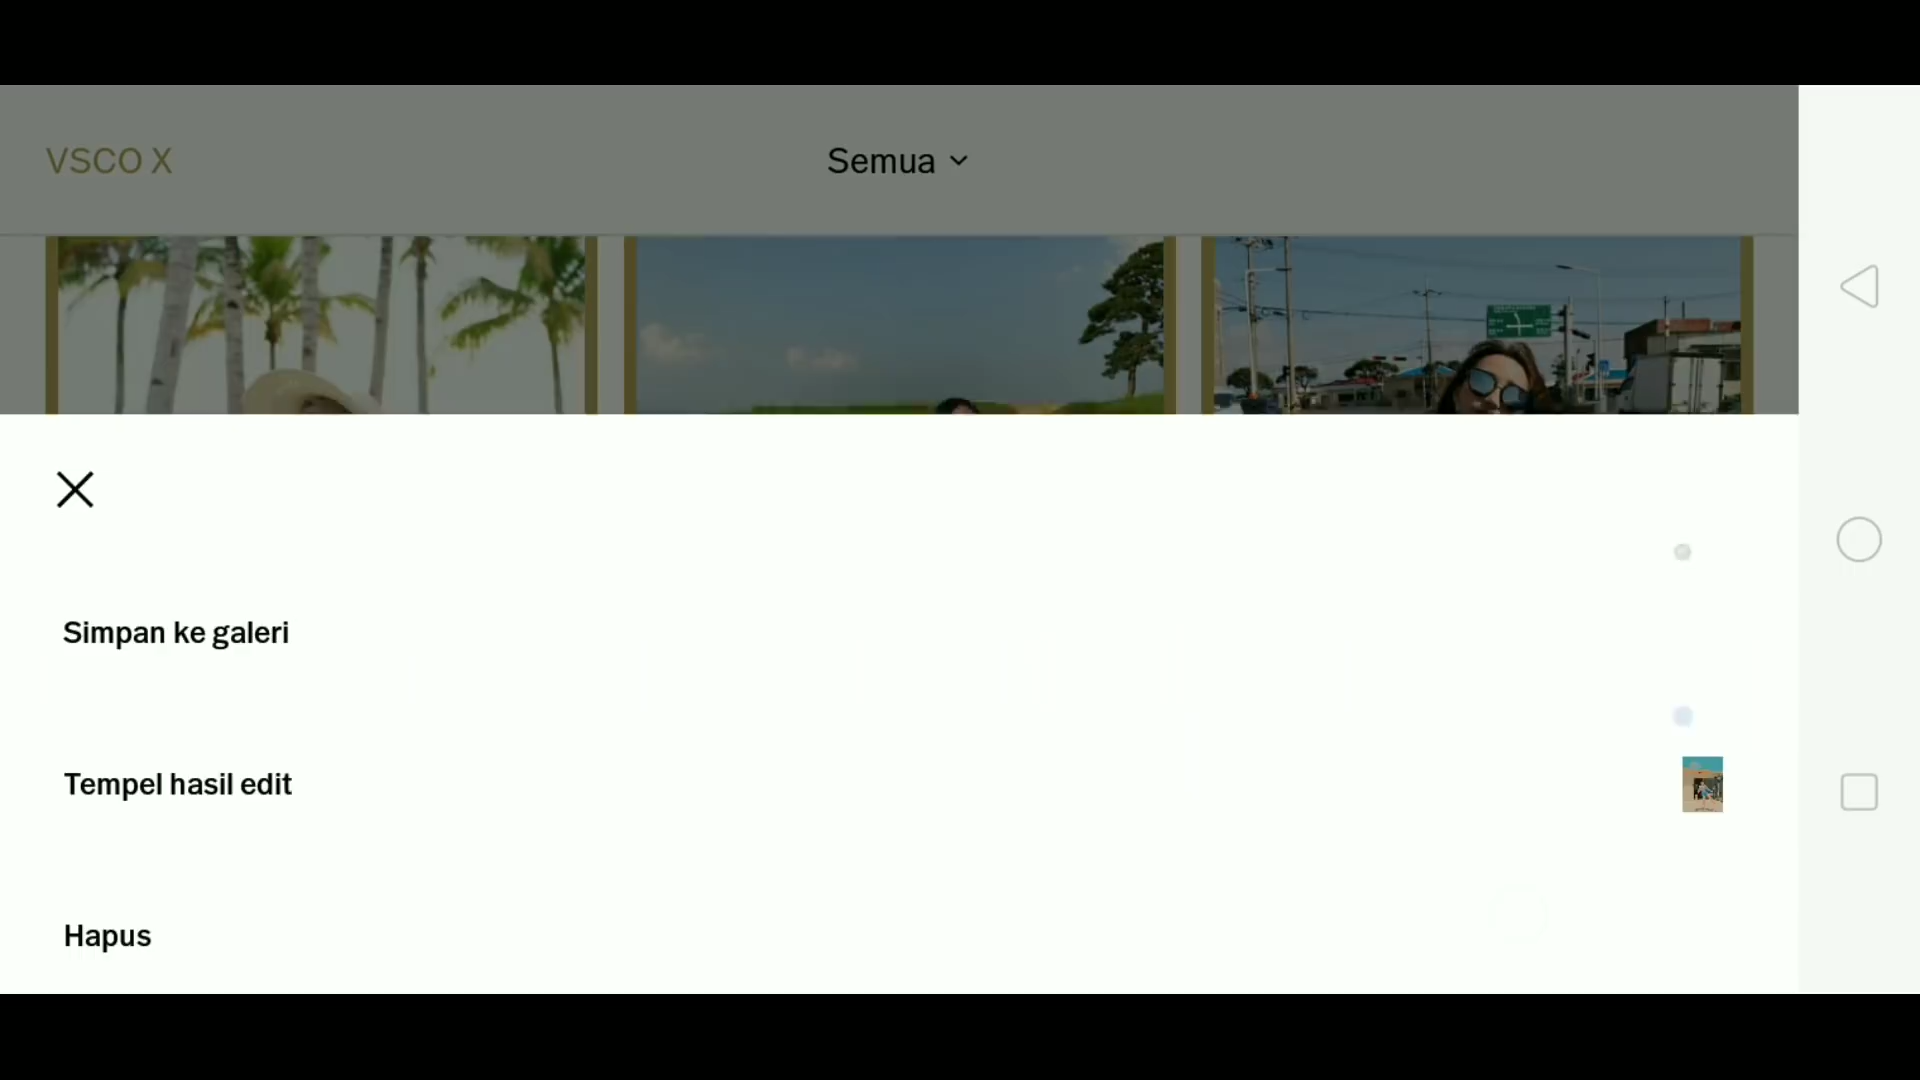 VSCO X
Semua
Simpan ke galeri
Tempel hasil edit
Hapus